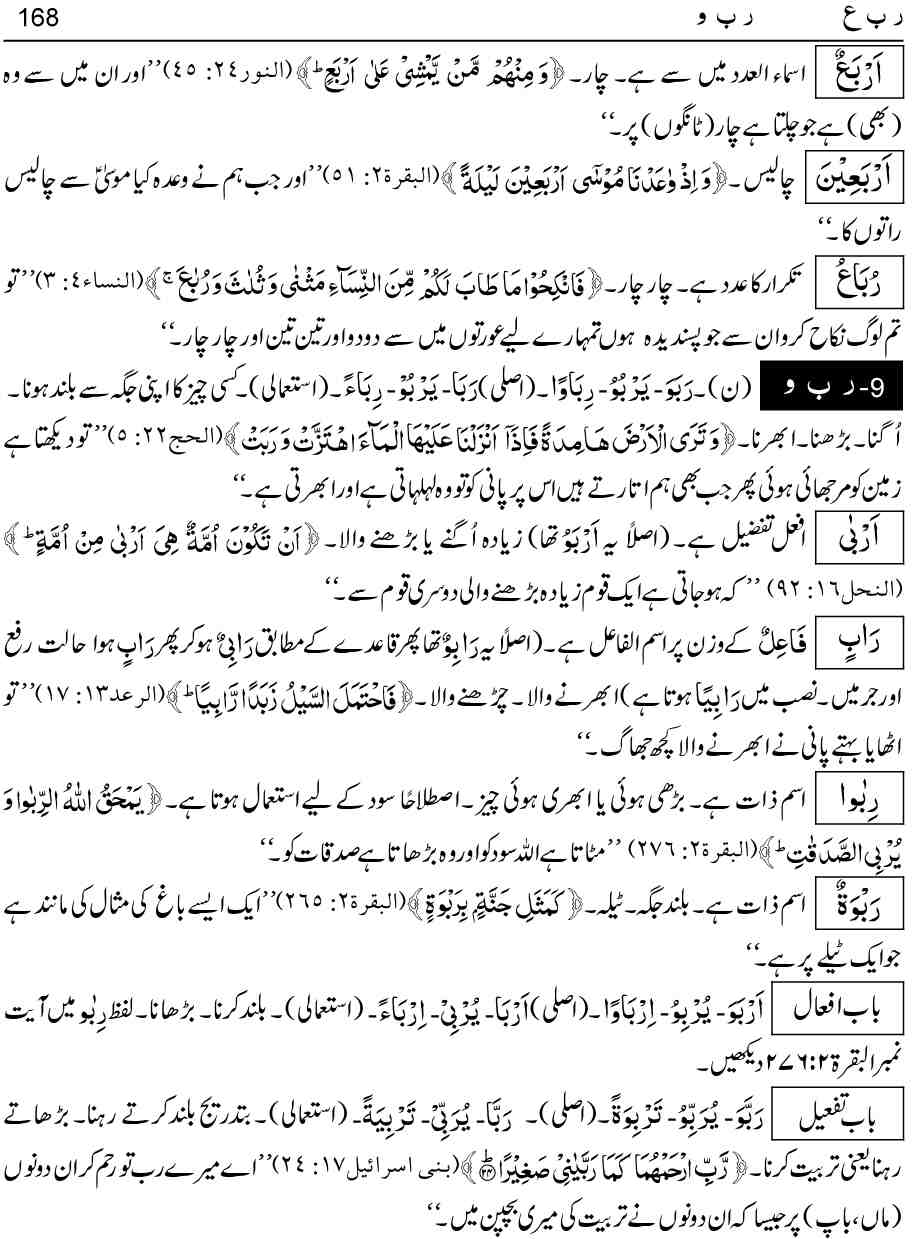 ر ب ع ر ب و 168
اَرْبَعٌ اسماء العدد میں سے ہے۔ چار۔ ﴿وَمِنْهُمْ مَّنْ يَّمْشِيْ عَلٰى اَرْبَعٍ ؕ﴾ (النور۲۴: ۴۵) ’’اور ان میں سے وہ
(بھی) ہے جو چلتا ہے چار (ٹانگوں) پر۔‘‘
اَرْبَعِيْنَ چالیس۔ ﴿وَاِذْ وٰعَدْنَا مُوْسٰٓى اَرْبَعِيْنَ لَيْلَةً﴾ (البقرة۲: ۵۱) ’’اور جب ہم نے وعدہ کیا موسیٰؑ سے چالیس
راتوں کا۔‘‘
رُبَاعُ تکرار کا عدد ہے۔ چار چار۔ ﴿فَانْكِحُوْا مَا طَابَ لَكُمْ مِّنَ النِّسَآءِ مَثْنٰى وَثُلٰثَ وَرُبٰعَ ۚ﴾ (النساء۴: ۳) ’’تو
تم لوگ نکاح کرو ان سے جو پسندیدہ ہوں تمہارے لیے عورتوں میں سے دو دو اور تین تین اور چار چار۔‘‘
9- ر ب و (ن)۔ رَبَوَ۔ يَرْبُوُ۔ رِبَاوًا۔ (اصلی) رَبَا۔ يَرْبُوْ۔ رِبَاءً۔ (استعمالی)۔ کسی چیز کا اپنی جگہ سے بلند ہونا۔
اُگنا۔ بڑھنا۔ ابھرنا۔ ﴿وَتَرَى الْاَرْضَ هَامِدَةً فَاِذَآ اَنْزَلْنَا عَلَيْهَا الْمَآءَ اهْتَزَّتْ وَرَبَتْ﴾ (الحج۲۲: ۵) ’’تو دیکھتا ہے
زمین کو مرجھائی ہوئی پھر جب بھی ہم اتارتے ہیں اس پر پانی کو تو وہ لہلہاتی ہے اور ابھرتی ہے۔‘‘
اَرْبٰى افعل تفضیل ہے۔ (اصلاً یہ اَرْبَوُ تھا) زیادہ اُگنے یا بڑھنے والا۔ ﴿اَنْ تَكُوْنَ اُمَّةٌ هِيَ اَرْبٰى مِنْ اُمَّةٍ ؕ﴾
(النحل۱۶: ۹۲) ’’کہ ہو جاتی ہے ایک قوم زیادہ بڑھنے والی دوسری قوم سے۔‘‘
رَابٍ فَاعِلٌ کے وزن پر اسم الفاعل ہے۔ (اصلاً یہ رَابِوٌ تھا پھر قاعدے کے مطابق رَابِيٌ ہو کر پھر رَابٍ ہوا حالت رفع
اور جر میں۔ نصب میں رَابِيًا ہوتا ہے) ابھرنے والا۔ چڑھنے والا۔ ﴿فَاحْتَمَلَ السَّيْلُ زَبَدًا رَّابِيًا ؕ﴾ (الرعد۱۳: ۱۷) ’’تو
اٹھایا بہتے پانی نے ابھرنے والا کچھ جھاگ۔‘‘
رِبٰوا اسم ذات ہے۔ بڑھی ہوئی یا ابھری ہوئی چیز۔ اصطلاحًا سود کے لیے استعمال ہوتا ہے۔ ﴿يَمْحَقُ اللّٰهُ الرِّبٰوا وَ
يُرْبِي الصَّدَقٰتِ ؕ﴾ (البقرة۲: ۲۷۶) ’’مٹاتا ہے اللہ سود کو اور وہ بڑھاتا ہے صدقات کو۔‘‘
رَبْوَةٌ اسم ذات ہے۔ بلند جگہ۔ ٹیلہ۔ ﴿كَمَثَلِ جَنَّةٍۭ بِرَبْوَةٍ﴾ (البقرة۲: ۲۶۵) ’’ایک ایسے باغ کی مثال کی مانند ہے
جو ایک ٹیلے پر ہے۔‘‘
باب افعال اَرْبَوَ۔ يُرْبِوُ۔ اِرْبَاوًا۔ (اصلی) اَرْبَا۔ يُرْبِيْ۔ اِرْبَاءً۔ (استعمالی)۔ بلند کرنا۔ بڑھانا۔ لفظ رِبٰو میں آیت
نمبر البقرة۲:۲۷۶ دیکھیں۔
باب تفعیل رَبَّوَ۔ يُرَبِّوُ۔ تَرْبِوَةً۔ (اصلی)۔ رَبَّا۔ يُرَبِّيْ۔ تَرْبِيَةً۔ (استعمالی)۔ بتدریج بلند کرتے رہنا۔ بڑھاتے
رہنا یعنی تربیت کرنا۔ ﴿رَّبِّ ارْحَمْهُمَا كَمَا رَبَّيٰنِيْ صَغِيْرًا ؕ۲۴﴾ (بنی اسرائیل۱۷: ۲۴) ’’اے میرے رب تو رحم کر ان دونوں
(ماں، باپ) پر جیسا کہ ان دونوں نے تربیت کی میری بچپن میں۔‘‘